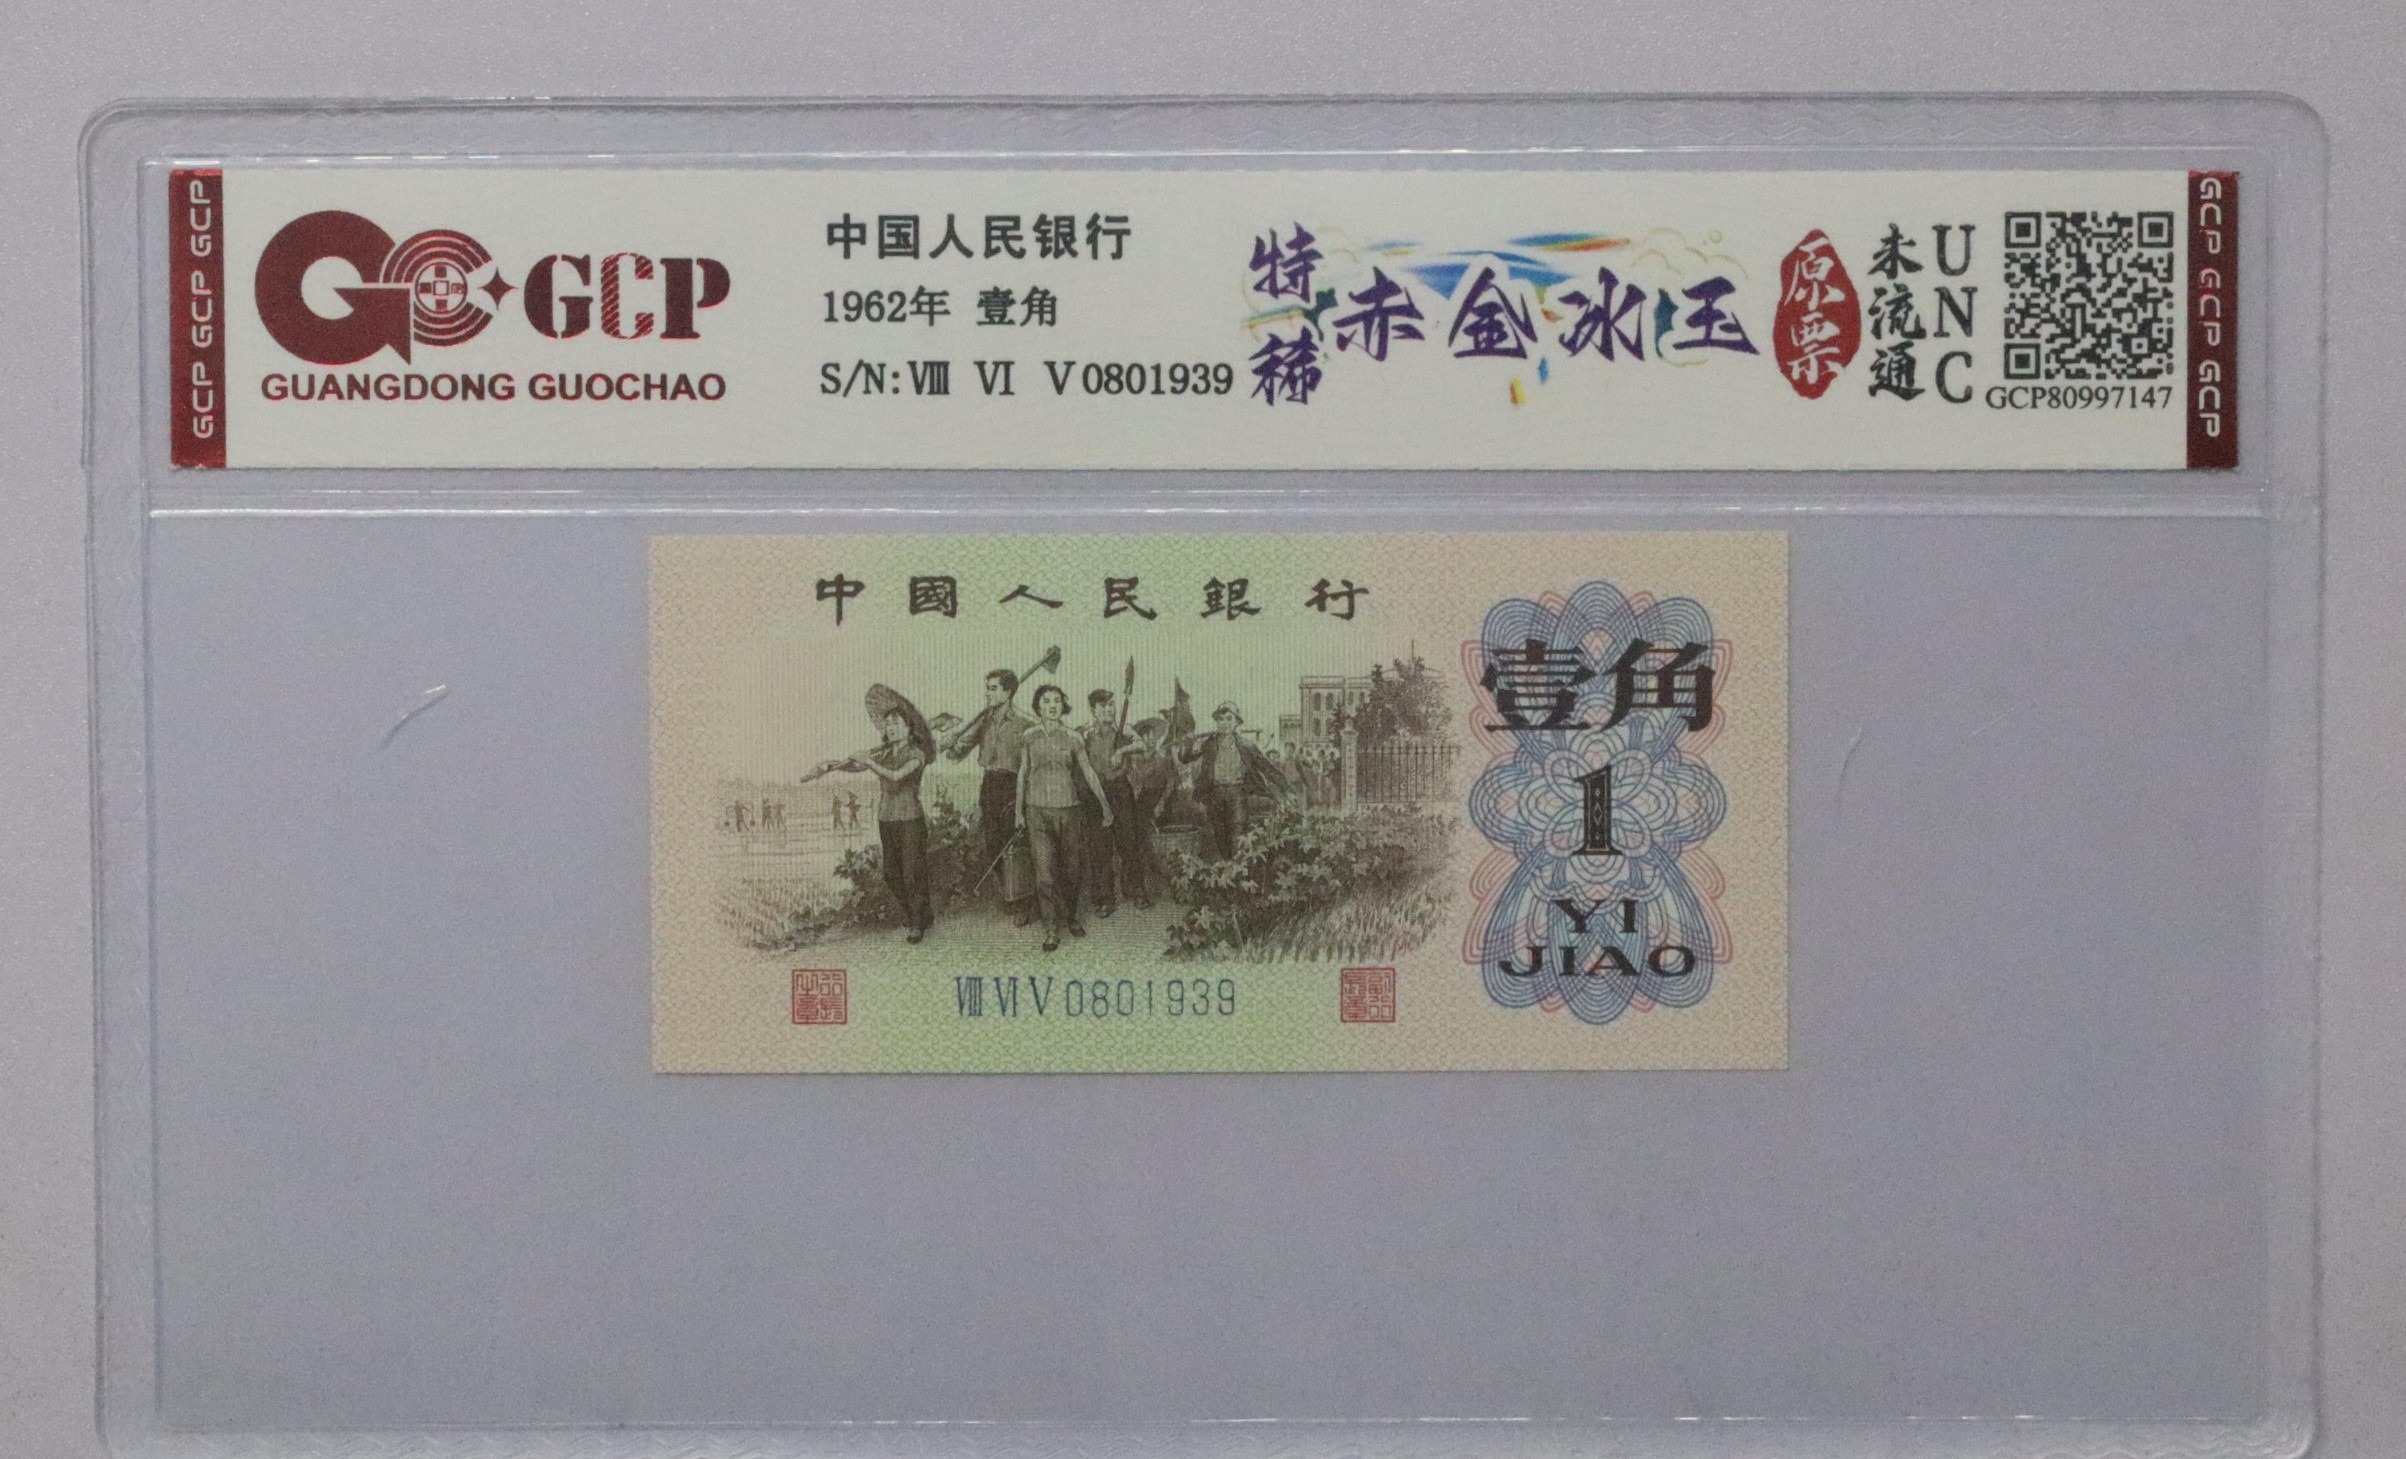 GCP GCP GCP
GCP
GUANGDONG GUOCHAO
中国人民银行
1962年 壹角
S/N: Ⅷ Ⅵ Ⅴ 0801939
特稀
赤金冰玉
原票
未流通
UNC
GCP80997147
GCP GCP GCP
中國人民銀行
壹角
1
YI
JIAO
Ⅷ Ⅵ Ⅴ 0801939